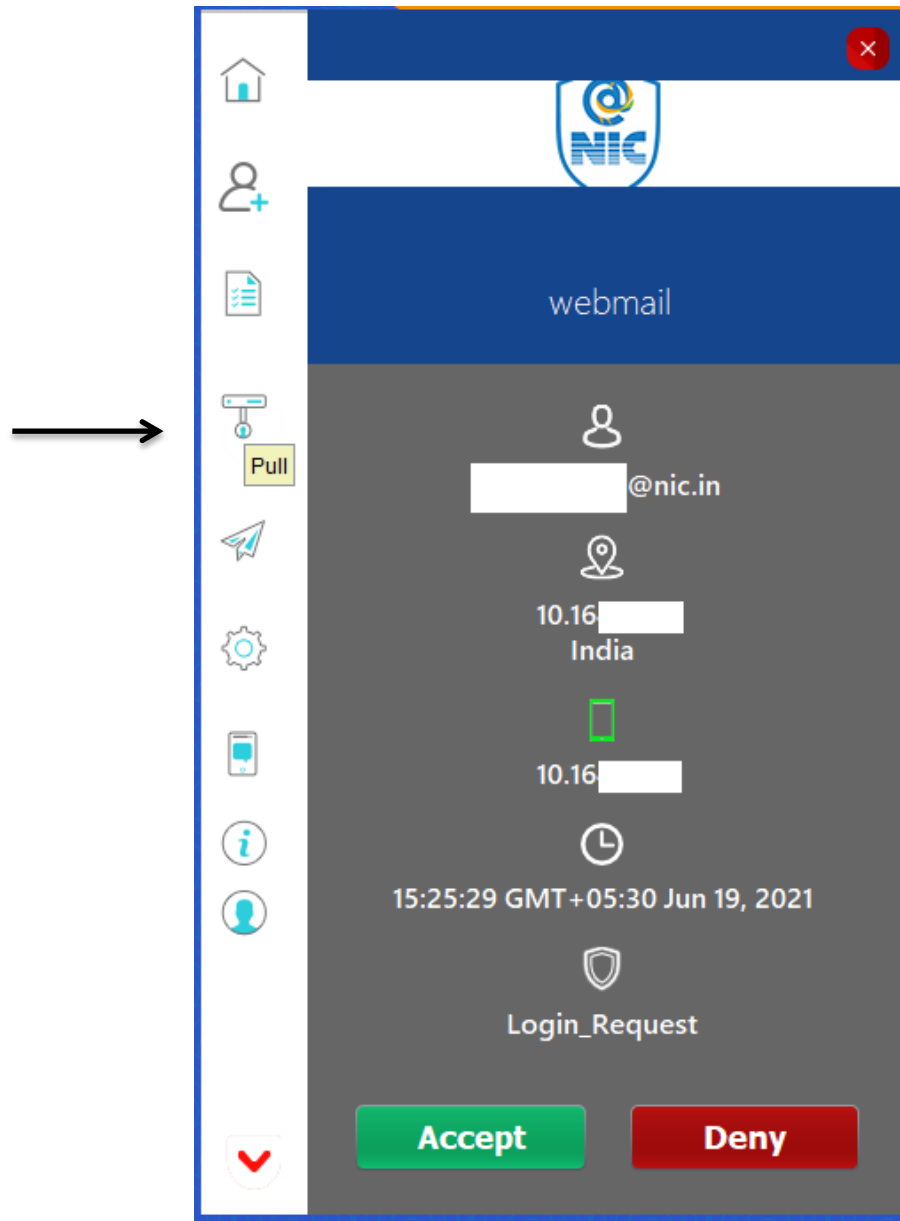 @
NIC
webmail
Pull
@nic.in
10.16
India
10.16
15:25:29 GMT+05:30 Jun 19, 2021
Login_Request
Accept
Deny